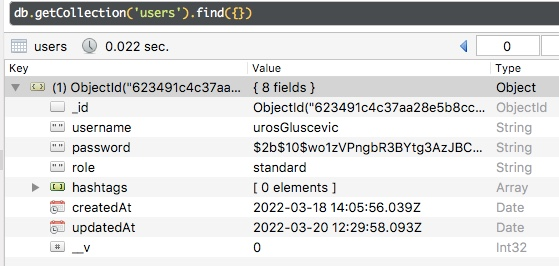 db.getCollection('users').find({})
users 0.022 sec. 0
Key Value Type
(1) ObjectId("623491c4c37aa... { 8 fields } Object
_id ObjectId("623491c4c37aa28e5b8cc... ObjectId
username urosGluscevic String
password $2b$10$wo1zVPngbR3BYtg3AzJBC... String
role standard String
hashtags [ 0 elements ] Array
createdAt 2022-03-18 14:05:56.039Z Date
updatedAt 2022-03-20 12:29:58.093Z Date
__v 0 Int32